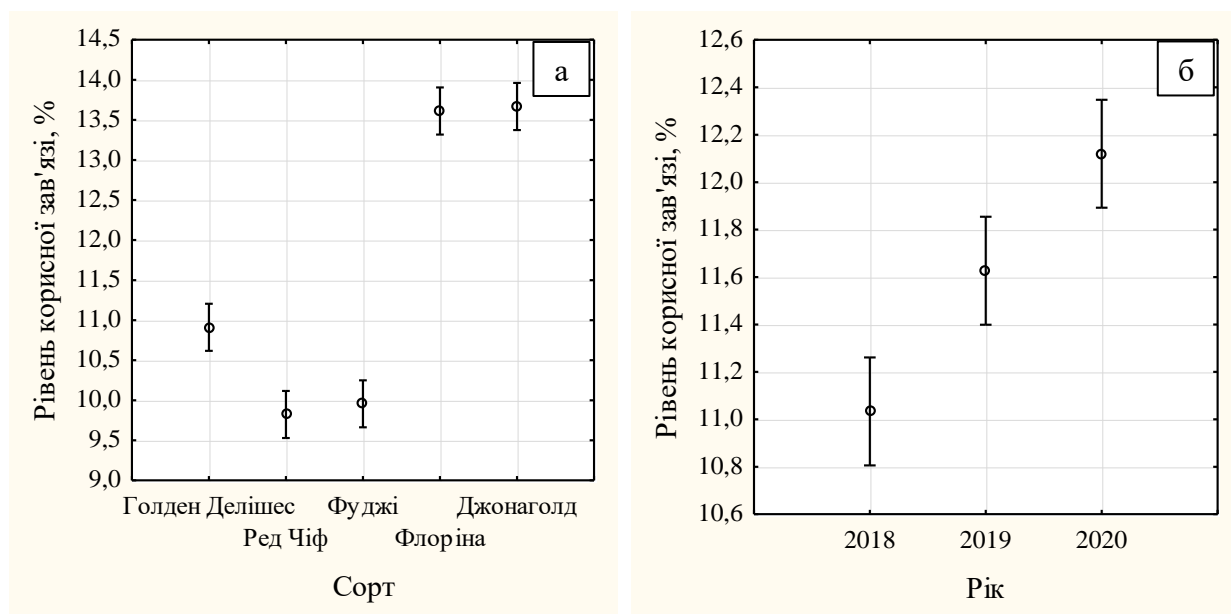 Рівень корисної зав'язі, %
14,5
14,0
13,5
13,0
12,5
12,0
11,5
11,0
10,5
10,0
9,5
9,0
а
Голден Делішес
Фуджі
Джонаголд
Ред Чіф
Флоріна
Сорт
Рівень корисної зав'язі, %
12,6
12,4
12,2
12,0
11,8
11,6
11,4
11,2
11,0
10,8
10,6
б
2018
2019
2020
Рік